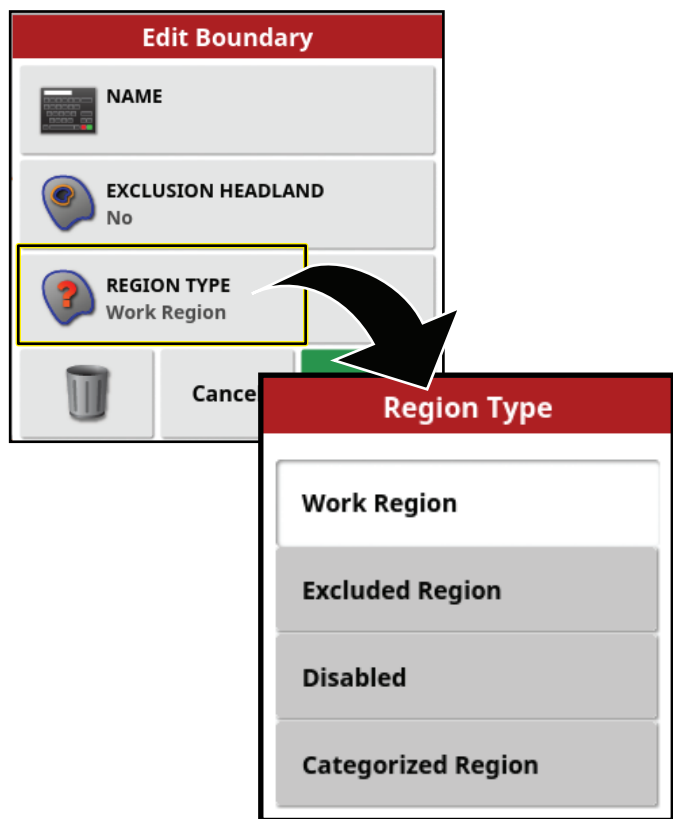 Edit Boundary
NAME
EXCLUSION HEADLAND
No
REGION TYPE
?
Work Region
Cance
Region Type
Work Region
Excluded Region
Disabled
Categorized Region